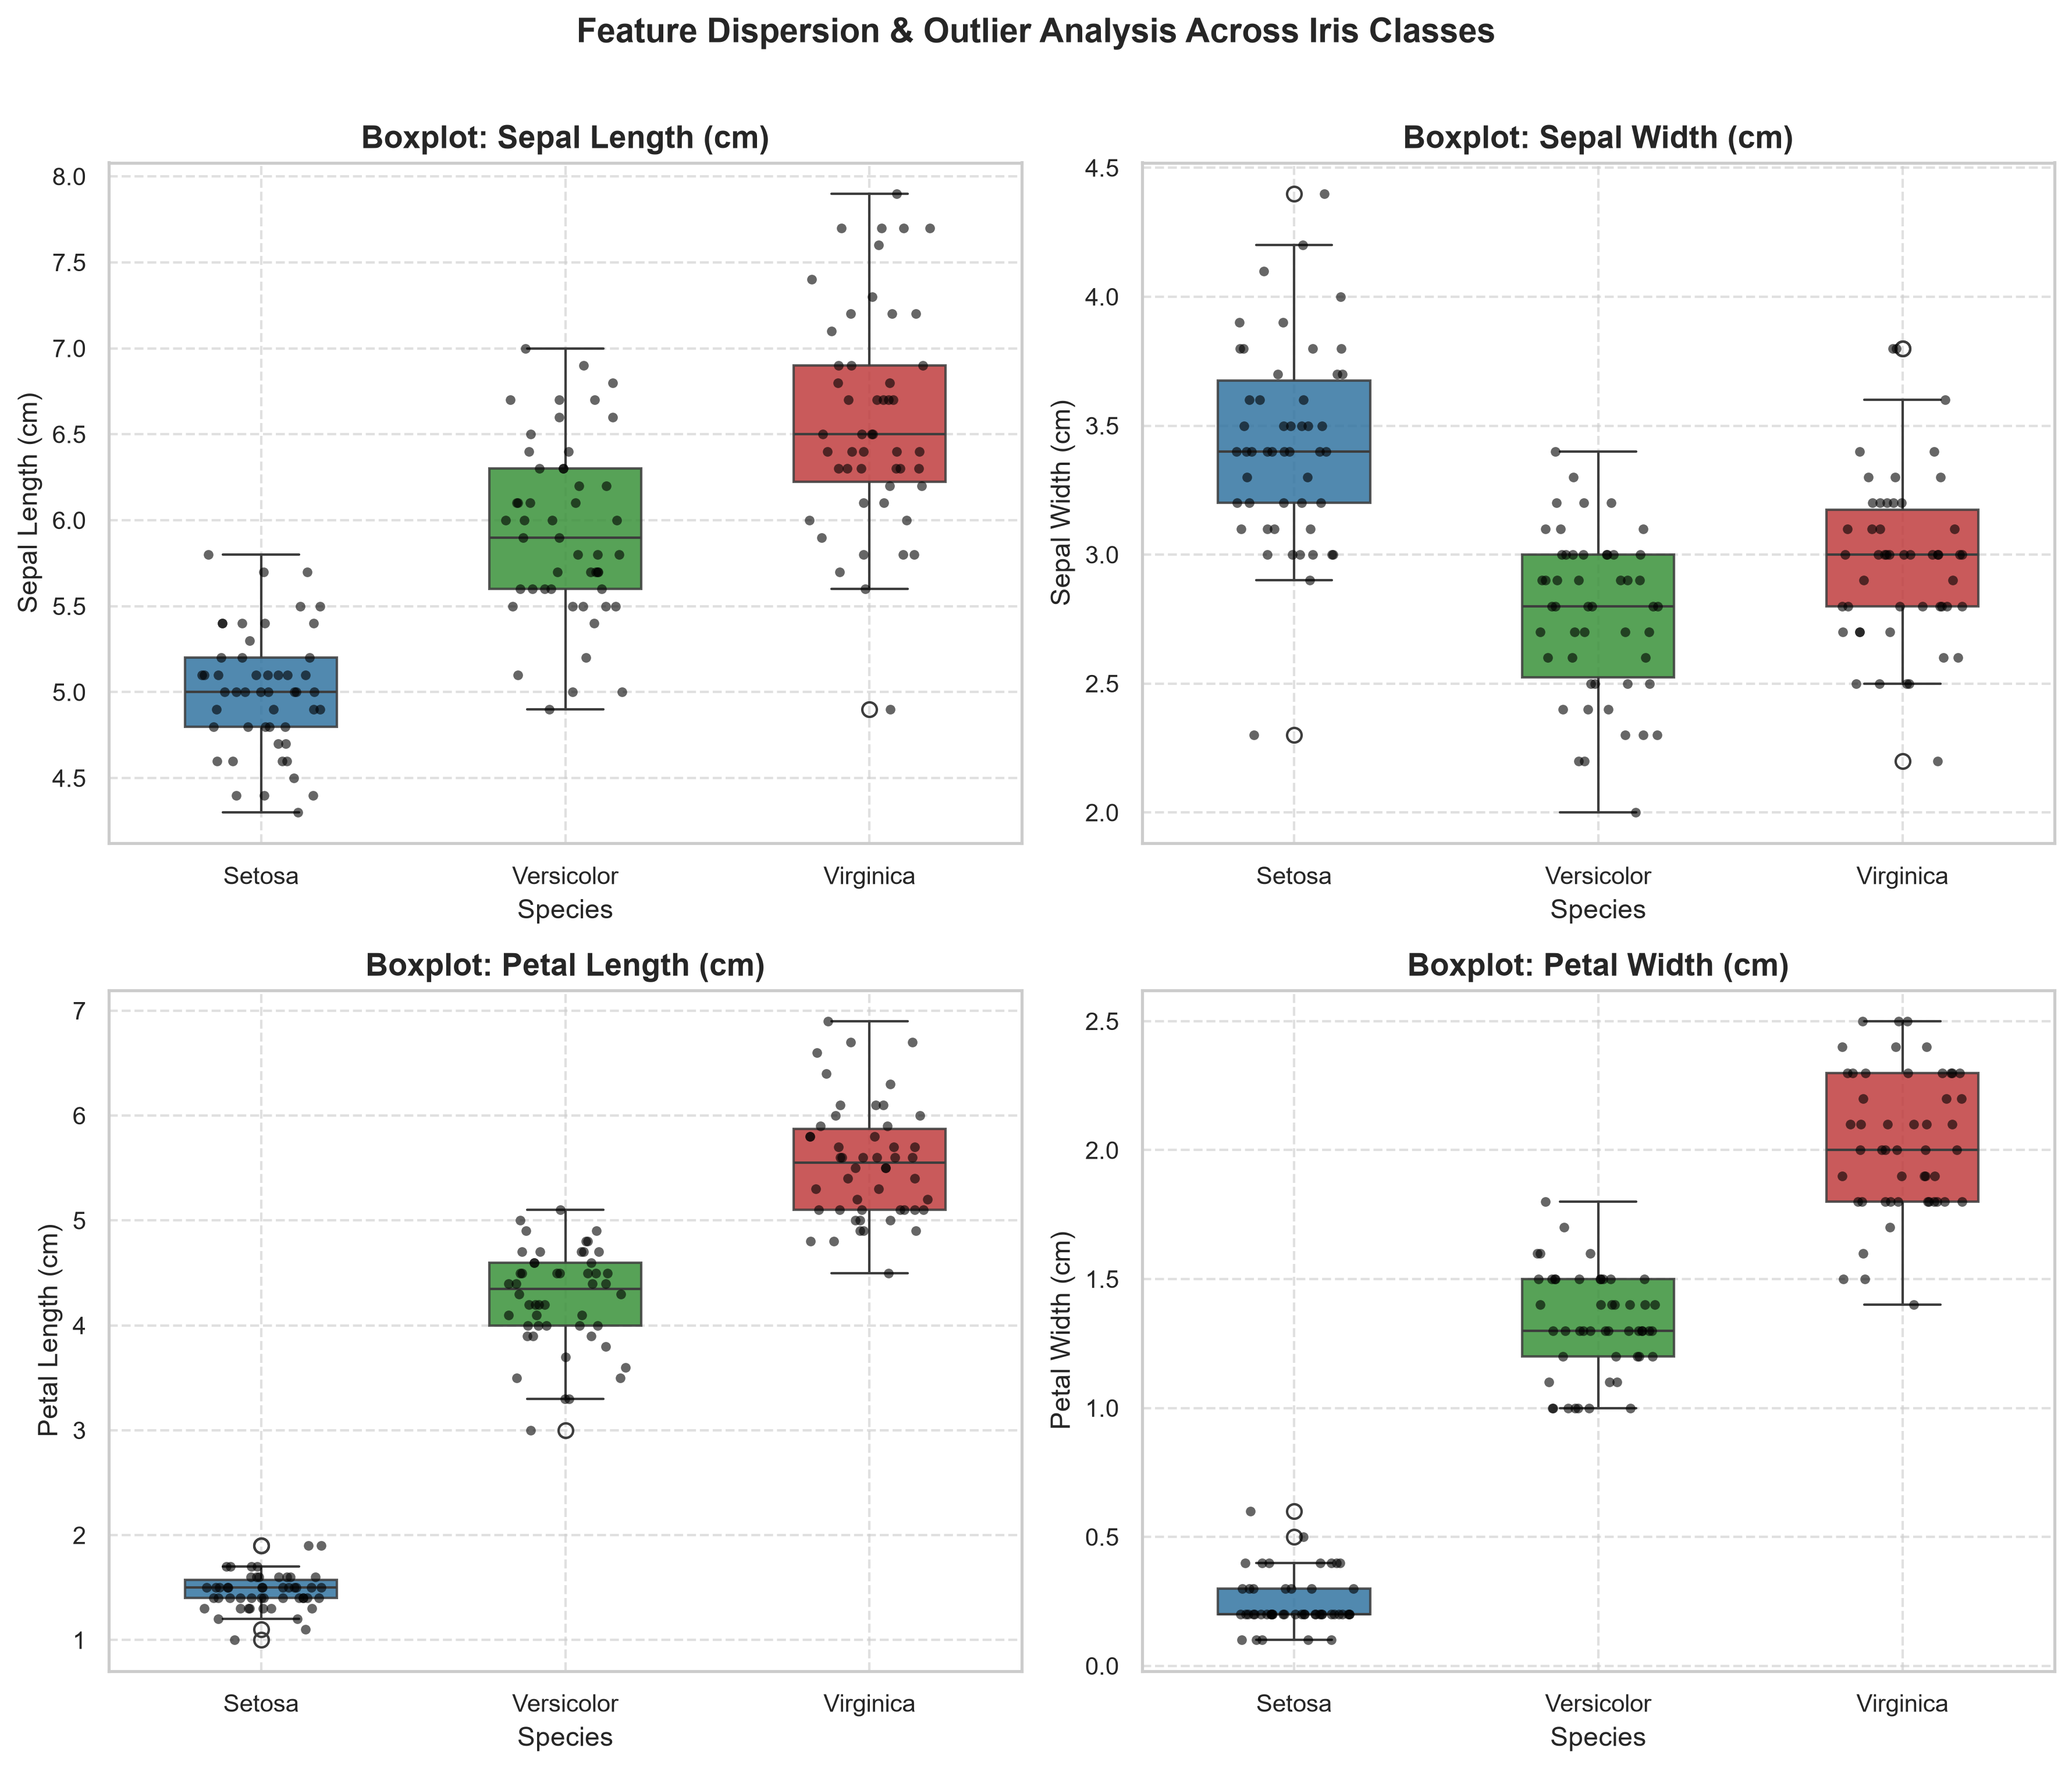 Feature Dispersion & Outlier Analysis Across Iris Classes
Boxplot: Sepal Length (cm)
8.0
7.5
7.0
6.5
6.0
5.5
5.0
4.5
Sepal Length (cm)
Setosa Versicolor Virginica
Species
Boxplot: Sepal Width (cm)
4.5
4.0
3.5
3.0
2.5
2.0
Sepal Width (cm)
Setosa Versicolor Virginica
Species
Boxplot: Petal Length (cm)
7
6
5
4
3
2
1
Petal Length (cm)
Setosa Versicolor Virginica
Species
Boxplot: Petal Width (cm)
2.5
2.0
1.5
1.0
0.5
0.0
Petal Width (cm)
Setosa Versicolor Virginica
Species